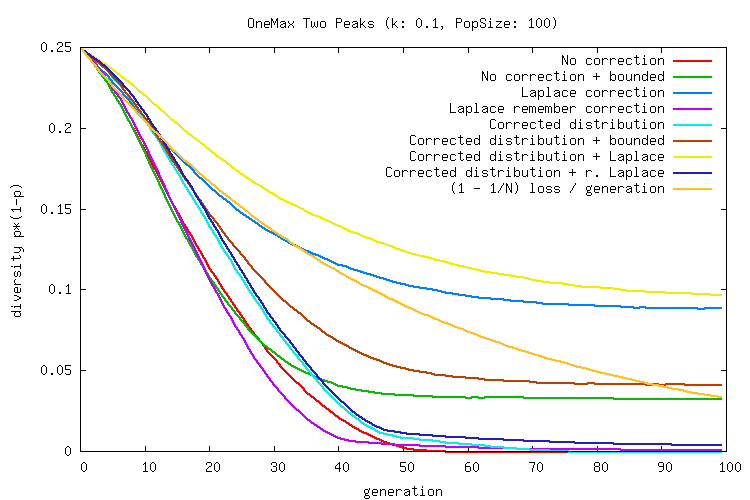 OneMax Two Peaks (k: 0.1, PopSize: 100)
0.25
0.2
0.15
0.1
0.05
0
diversity p*(1-p)
No correction
No correction + bounded
Laplace correction
Laplace remember correction
Corrected distribution
Corrected distribution + bounded
Corrected distribution + Laplace
Corrected distribution + r. Laplace
(1 - 1/N) loss / generation
0 10 20 30 40 50 60 70 80 90 100
generation